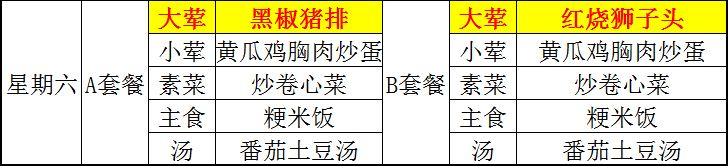 大荤 黑椒猪排 大荤 红烧狮子头
小荤 黄瓜鸡胸肉炒蛋 小荤 黄瓜鸡胸肉炒蛋
星期六 A套餐 素菜 炒卷心菜 B套餐 素菜 炒卷心菜
主食 粳米饭 主食 粳米饭
汤 番茄土豆汤 汤 番茄土豆汤